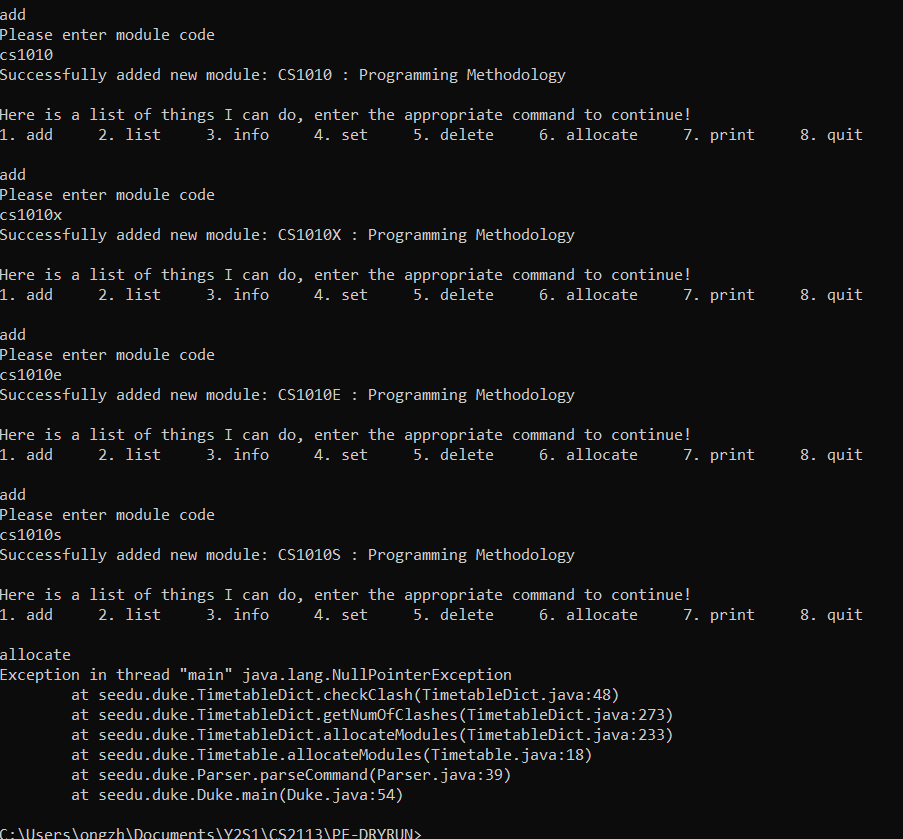 add
Please enter module code
cs1010
Successfully added new module: CS1010 : Programming Methodology
Here is a list of things I can do, enter the appropriate command to continue!
1. add     2. list     3. info     4. set     5. delete     6. allocate     7. print     8. quit
add
Please enter module code
cs1010x
Successfully added new module: CS1010X : Programming Methodology
Here is a list of things I can do, enter the appropriate command to continue!
1. add     2. list     3. info     4. set     5. delete     6. allocate     7. print     8. quit
add
Please enter module code
cs1010e
Successfully added new module: CS1010E : Programming Methodology
Here is a list of things I can do, enter the appropriate command to continue!
1. add     2. list     3. info     4. set     5. delete     6. allocate     7. print     8. quit
add
Please enter module code
cs1010s
Successfully added new module: CS1010S : Programming Methodology
Here is a list of things I can do, enter the appropriate command to continue!
1. add     2. list     3. info     4. set     5. delete     6. allocate     7. print     8. quit
allocate
Exception in thread "main" java.lang.NullPointerException
        at seedu.duke.TimetableDict.checkClash(TimetableDict.java:48)
        at seedu.duke.TimetableDict.getNumOfClashes(TimetableDict.java:273)
        at seedu.duke.TimetableDict.allocateModules(TimetableDict.java:233)
        at seedu.duke.Timetable.allocateModules(Timetable.java:18)
        at seedu.duke.Parser.parseCommand(Parser.java:39)
        at seedu.duke.Duke.main(Duke.java:54)
C:\Users\ongzh\Documents\Y2S1\CS2113\PE-DRYRUN>